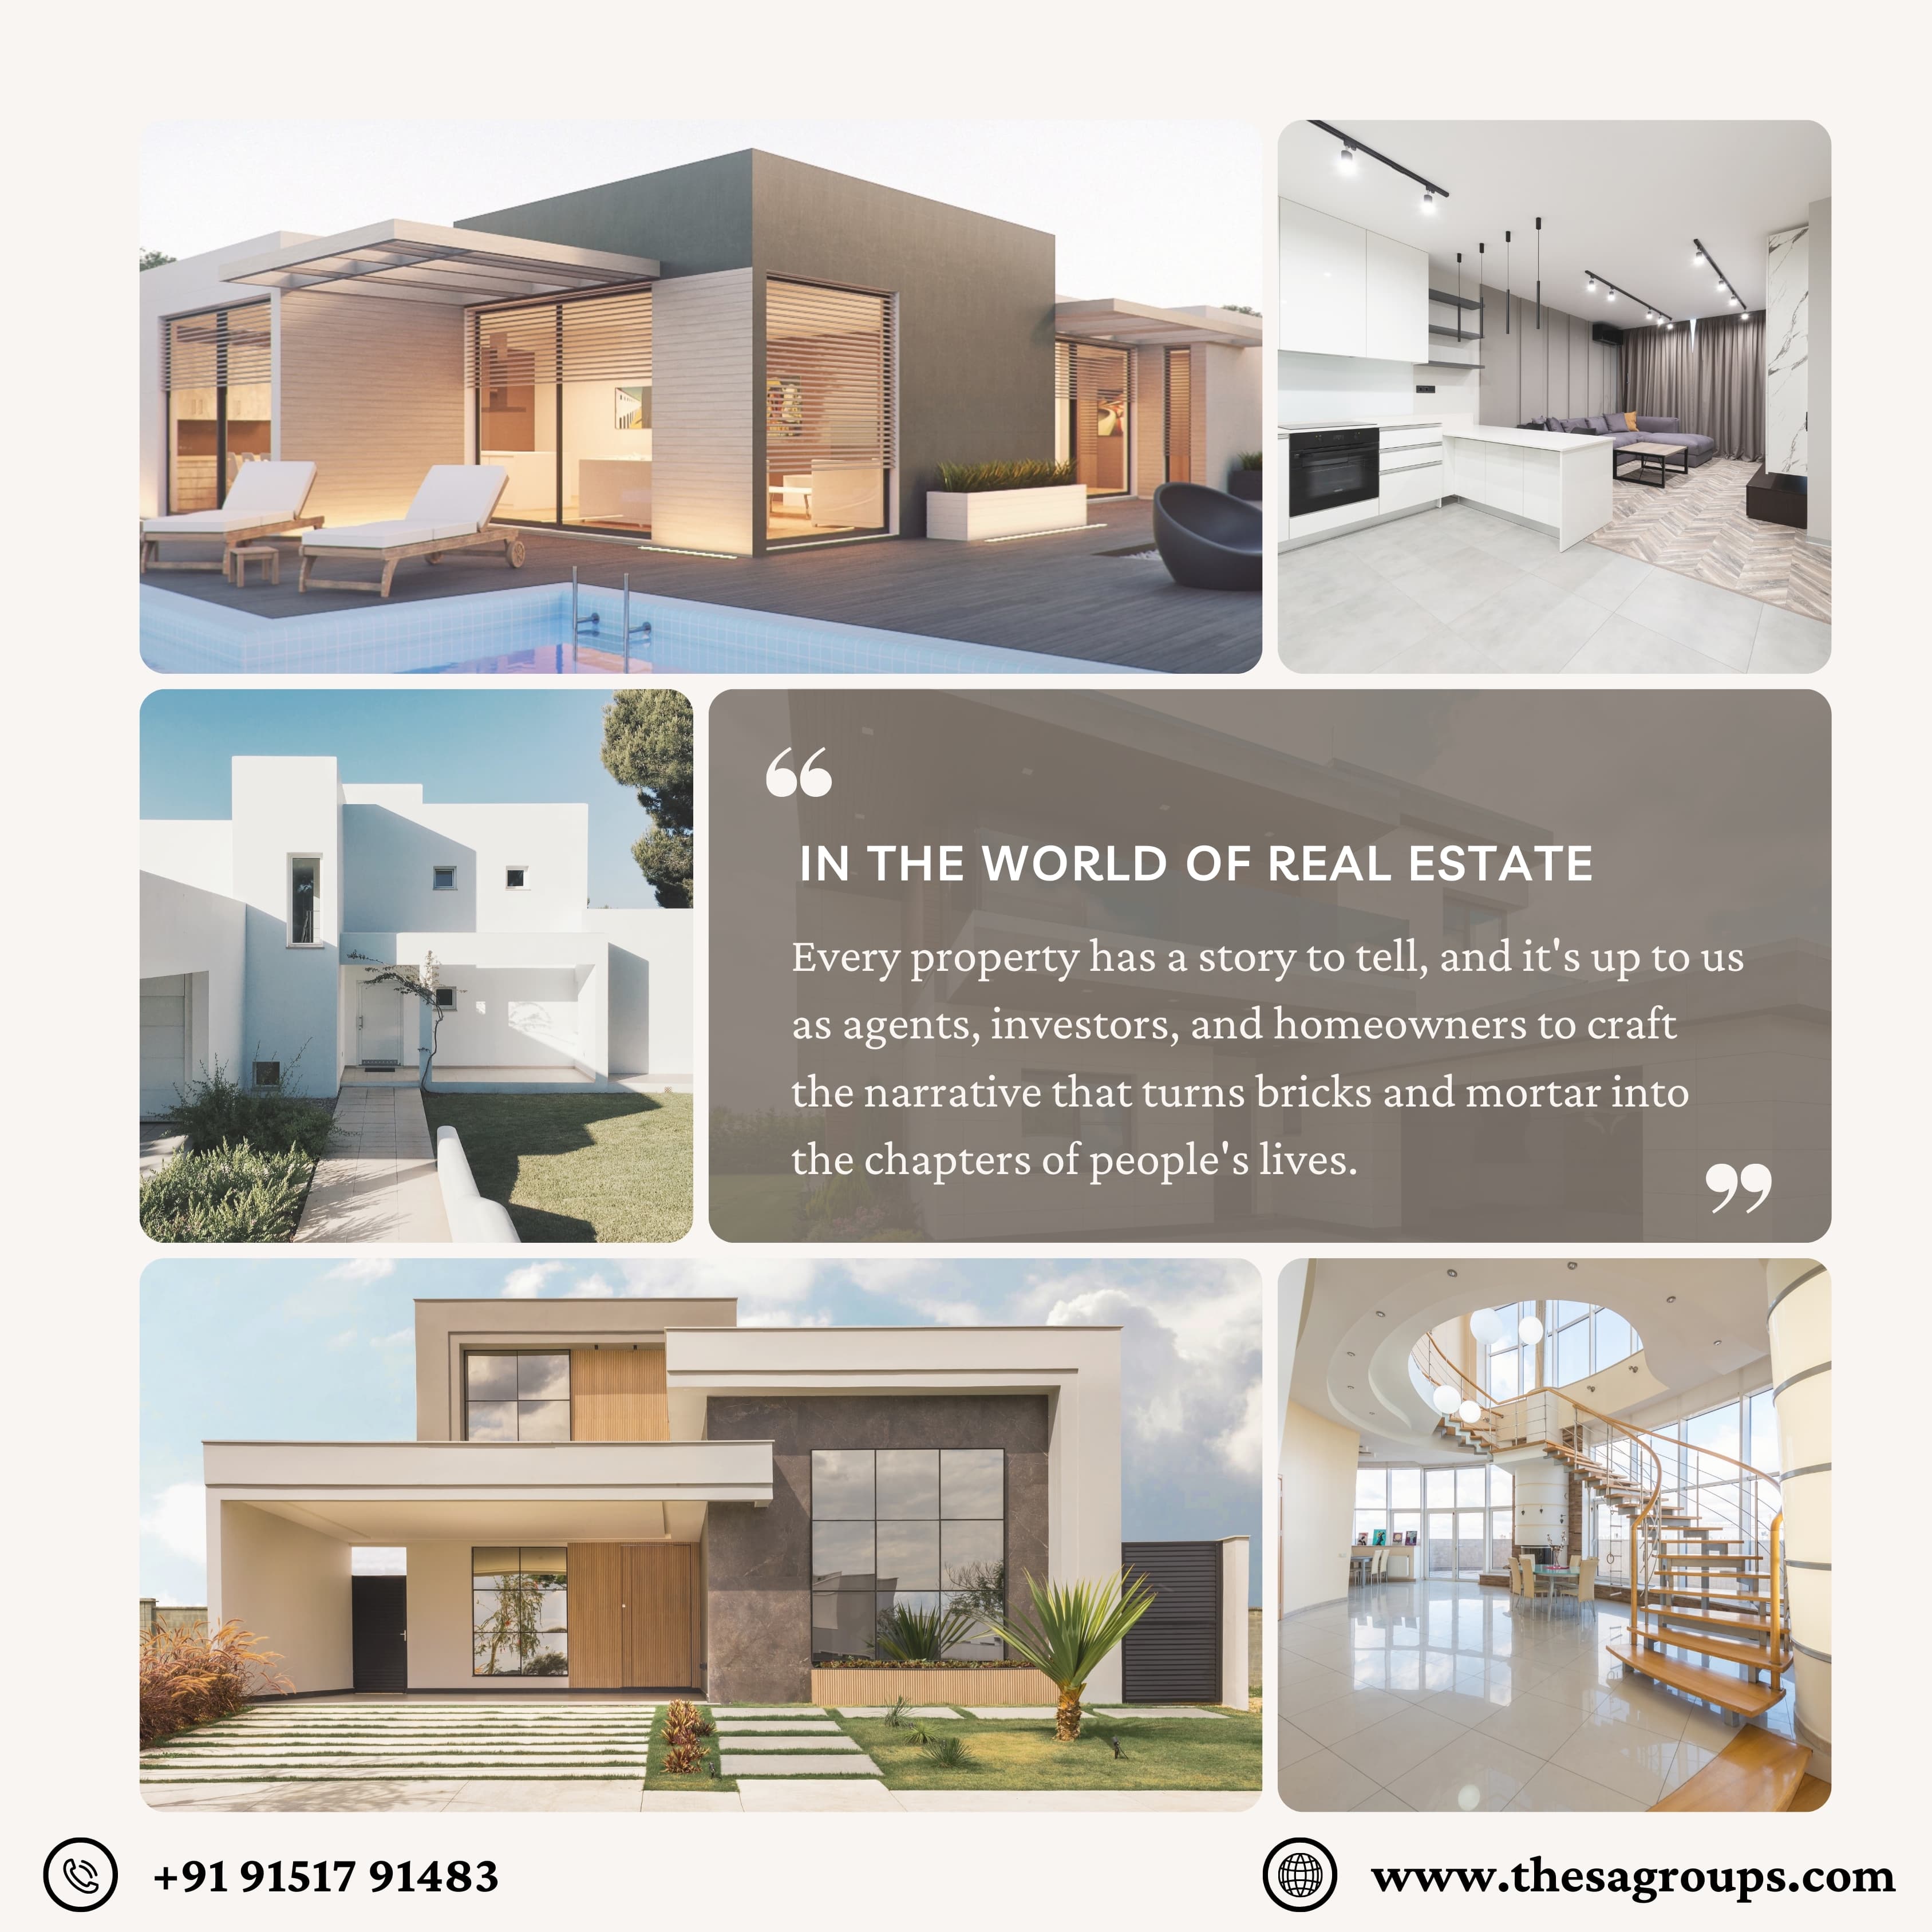 “
IN THE WORLD OF REAL ESTATE
Every property has a story to tell, and it's up to us
as agents, investors, and homeowners to craft
the narrative that turns bricks and mortar into
the chapters of people's lives.
”
+91 91517 91483
www.thesagroups.com